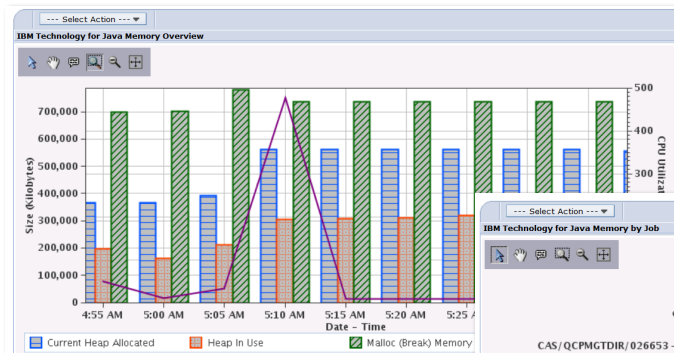 --- Select Action ---
IBM Technology for Java Memory Overview
700,000
600,000
500,000
400,000
300,000
200,000
100,000
0
Size (Kilobytes)
500
400
300
CPU Utilizat
4:55 AM 5:00 AM 5:05 AM 5:10 AM 5:15 AM 5:20 AM 5:25 A
Date - Time
Current Heap Allocated Heap In Use Malloc (Break) Memory
--- Select Action ---
IBM Technology for Java Memory by Job
CAS/QCPMGTDIR/026653 -